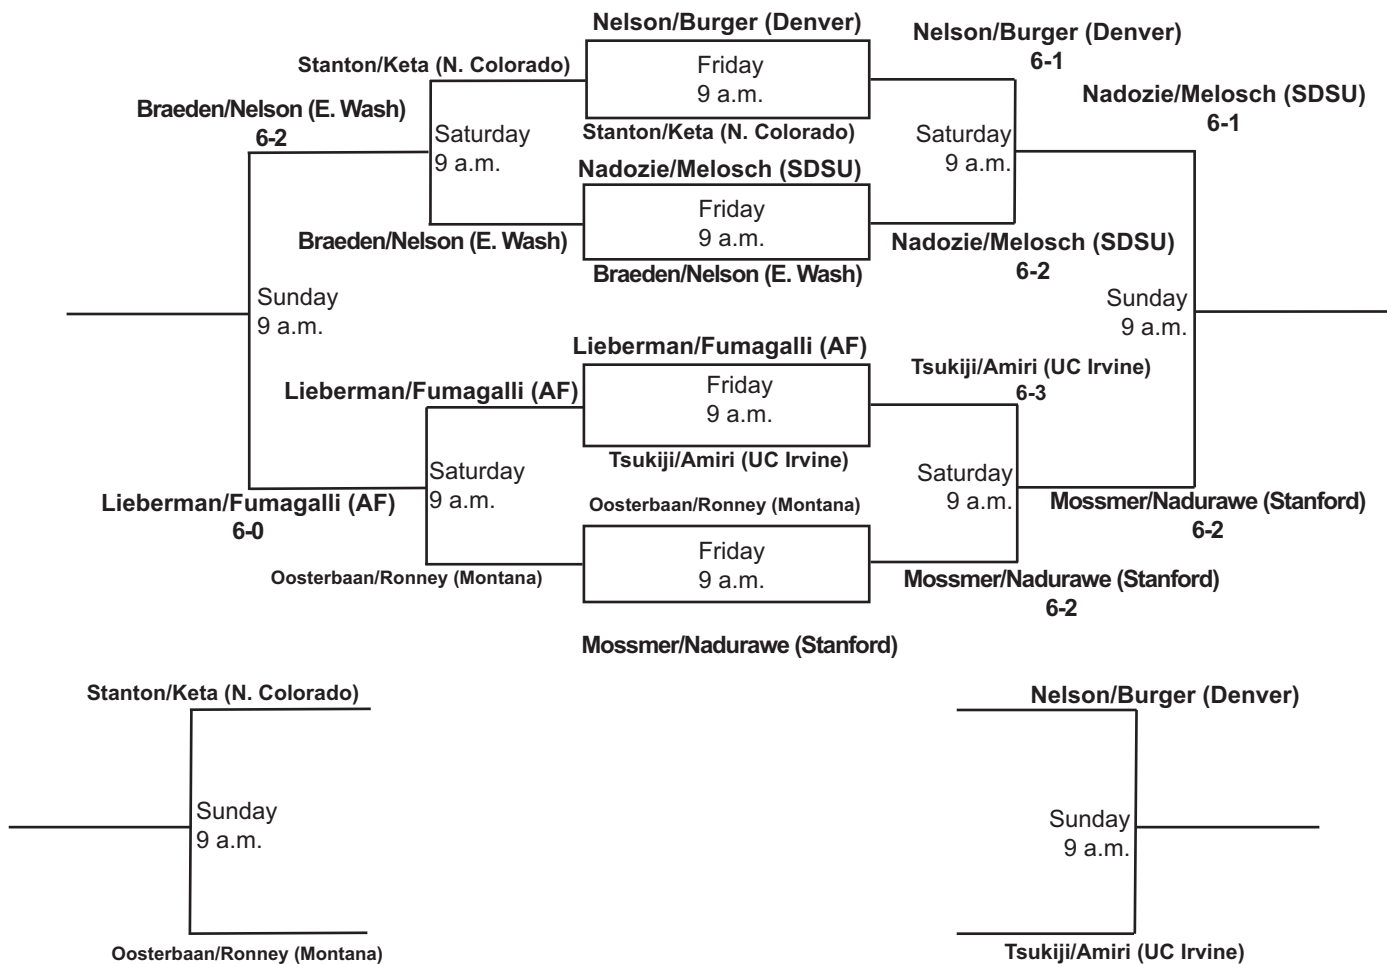 Nelson/Burger (Denver)
Nelson/Burger (Denver)
6-1
Stanton/Keta (N. Colorado)
Friday
9 a.m.
Nadozie/Melosch (SDSU)
6-1
Braeden/Nelson (E. Wash)
6-2
Saturday
9 a.m.
Stanton/Keta (N. Colorado)
Saturday
9 a.m.
Nadozie/Melosch (SDSU)
Friday
9 a.m.
Braeden/Nelson (E. Wash)
Nadozie/Melosch (SDSU)
6-2
Braeden/Nelson (E. Wash)
Sunday
9 a.m.
Sunday
9 a.m.
Lieberman/Fumagalli (AF)
Tsukiji/Amiri (UC Irvine)
6-3
Lieberman/Fumagalli (AF)
Friday
9 a.m.
Tsukiji/Amiri (UC Irvine)
Saturday
9 a.m.
Saturday
9 a.m.
Lieberman/Fumagalli (AF)
6-0
Oosterbaan/Ronney (Montana)
Mossmer/Nadurawe (Stanford)
6-2
Friday
9 a.m.
Oosterbaan/Ronney (Montana)
Mossmer/Nadurawe (Stanford)
6-2
Mossmer/Nadurawe (Stanford)
Stanton/Keta (N. Colorado)
Nelson/Burger (Denver)
Sunday
9 a.m.
Sunday
9 a.m.
Oosterbaan/Ronney (Montana)
Tsukiji/Amiri (UC Irvine)